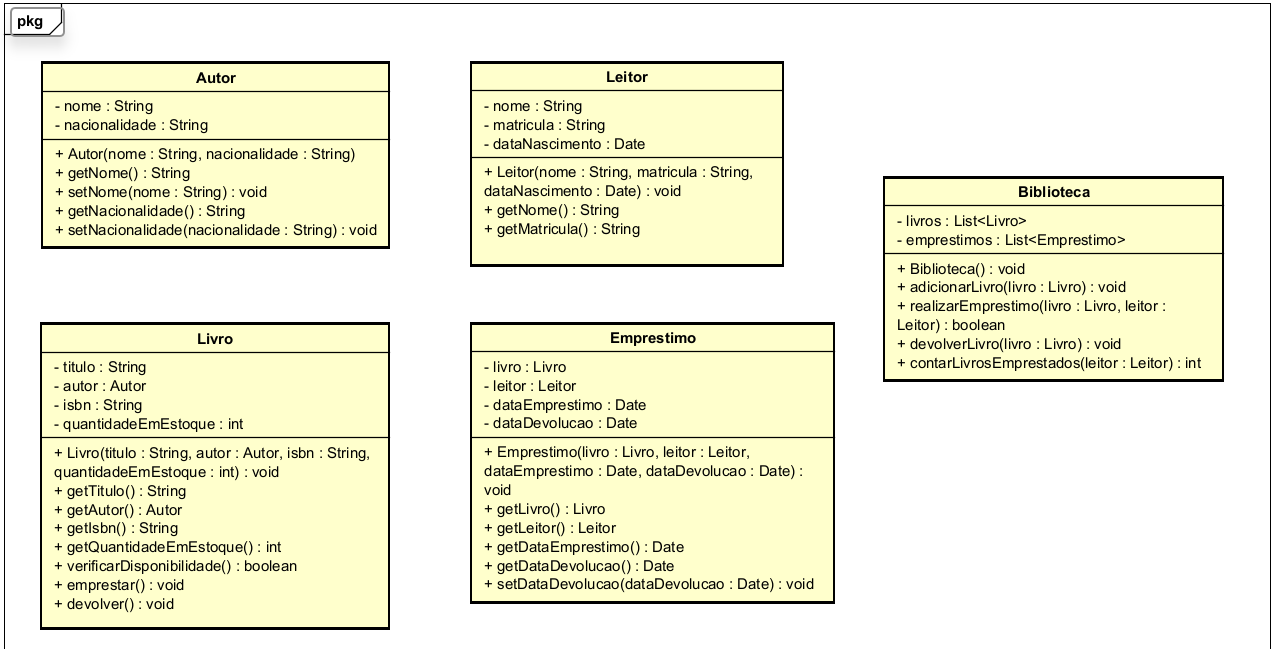 pkg
Autor
- nome : String
- nacionalidade : String
+ Autor(nome : String, nacionalidade : String)
+ getNome() : String
+ setNome(nome : String) : void
+ getNacionalidade() : String
+ setNacionalidade(nacionalidade : String) : void
Leitor
- nome : String
- matricula : String
- dataNascimento : Date
+ Leitor(nome : String, matricula : String,
dataNascimento : Date) : void
+ getNome() : String
+ getMatricula() : String
Biblioteca
- livros : List<Livro>
- emprestimos : List<Emprestimo>
+ Biblioteca() : void
+ adicionarLivro(livro : Livro) : void
+ realizarEmprestimo(livro : Livro, leitor :
Leitor) : boolean
+ devolverLivro(livro : Livro) : void
+ contarLivrosEmprestados(leitor : Leitor) : int
Livro
- titulo : String
- autor : Autor
- isbn : String
- quantidadeEmEstoque : int
+ Livro(titulo : String, autor : Autor, isbn : String,
quantidadeEmEstoque : int) : void
+ getTitulo() : String
+ getAutor() : Autor
+ getIsbn() : String
+ getQuantidadeEmEstoque() : int
+ verificarDisponibilidade() : boolean
+ emprestar() : void
+ devolver() : void
Emprestimo
- livro : Livro
- leitor : Leitor
- dataEmprestimo : Date
- dataDevolucao : Date
+ Emprestimo(livro : Livro, leitor : Leitor,
dataEmprestimo : Date, dataDevolucao : Date) :
void
+ getLivro() : Livro
+ getLeitor() : Leitor
+ getDataEmprestimo() : Date
+ getDataDevolucao() : Date
+ setDataDevolucao(dataDevolucao : Date) : void